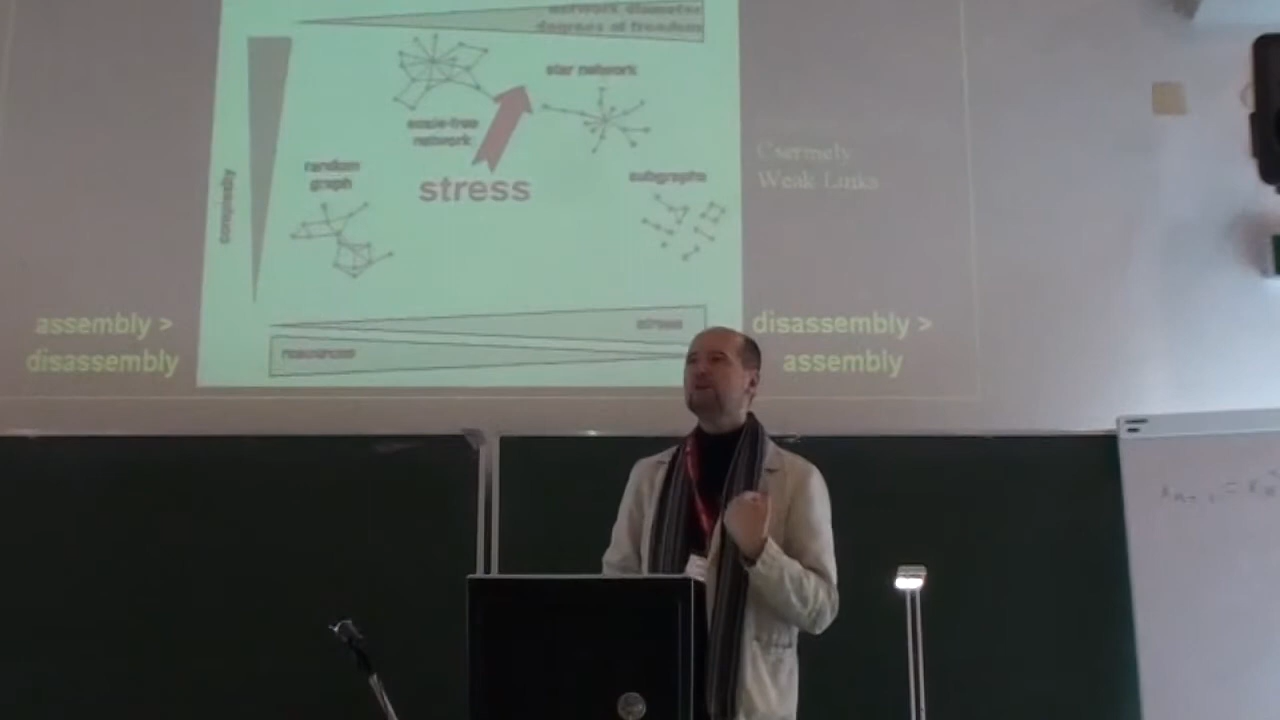 network diameter
degrees of freedom
star network
scale-free
network
random
graph
stress
subgraphs
complexity
Csermely
Weak Links
assembly >
disassembly
stress
resources
disassembly >
assembly